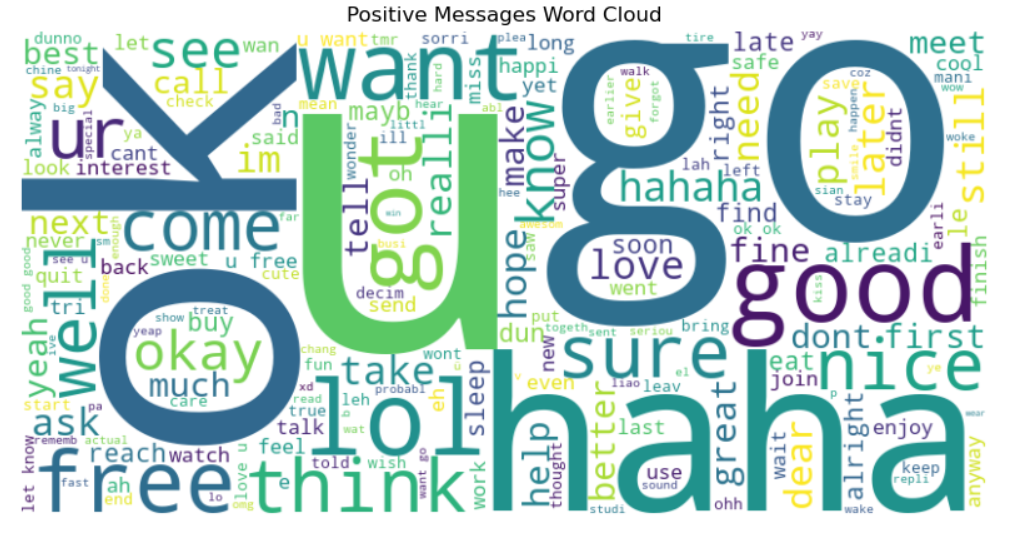 Positive Messages Word Cloud
dunno
let
see
wan
u want
tmr
sorri
plea
long
tire
late
yay
meet
best
call
want
thank
hard
miss
happi
walk
safe
cool
chine
tonight
say
check
mean
mayb
hear
abl
yet
earlier
give
forgot
right
need
save
coz
mani
wow
big
special
bad
n
always
ur
ya
said
littl
ill
make
know
play
happen
later
didnt
woke
still
look
interest
cant
im
wonder
oh
realli
got
lah
left
smile
super
hee
hahaha
sian
stay
ok
u
go
next
come
far
tell
win
awesom
find
ok ok
earli
le
never
sm
enough
busi
hope
saw
soon
love
went
fine
alreadi
see u
quit
back
sweet
u free
cute
done
decim
send
good
kiss
finish
good good
well
tri
ive
show
treat
buy
put
dun
togeth
sent
seriou
bring
dont
first
yeah
yeap
okay
much
care
chang
fun
take
wont
c
new
sure
eat
nice
ye
start
pa
xd
read
true
leh
b
probabl
eh
sleep
v
even
liao
leav
el
join
p
ask
rememb
actual
talk
wat
lol
haha
better
last
great
wear
reach
watch
feel
told
wish
want go
work
help
thought
use
sound
wait
dear
alright
enjoy
let know
free
fast
ah
end
lo
love u
omg
te
think
studi
ohh
wake
keep
repli
anyway